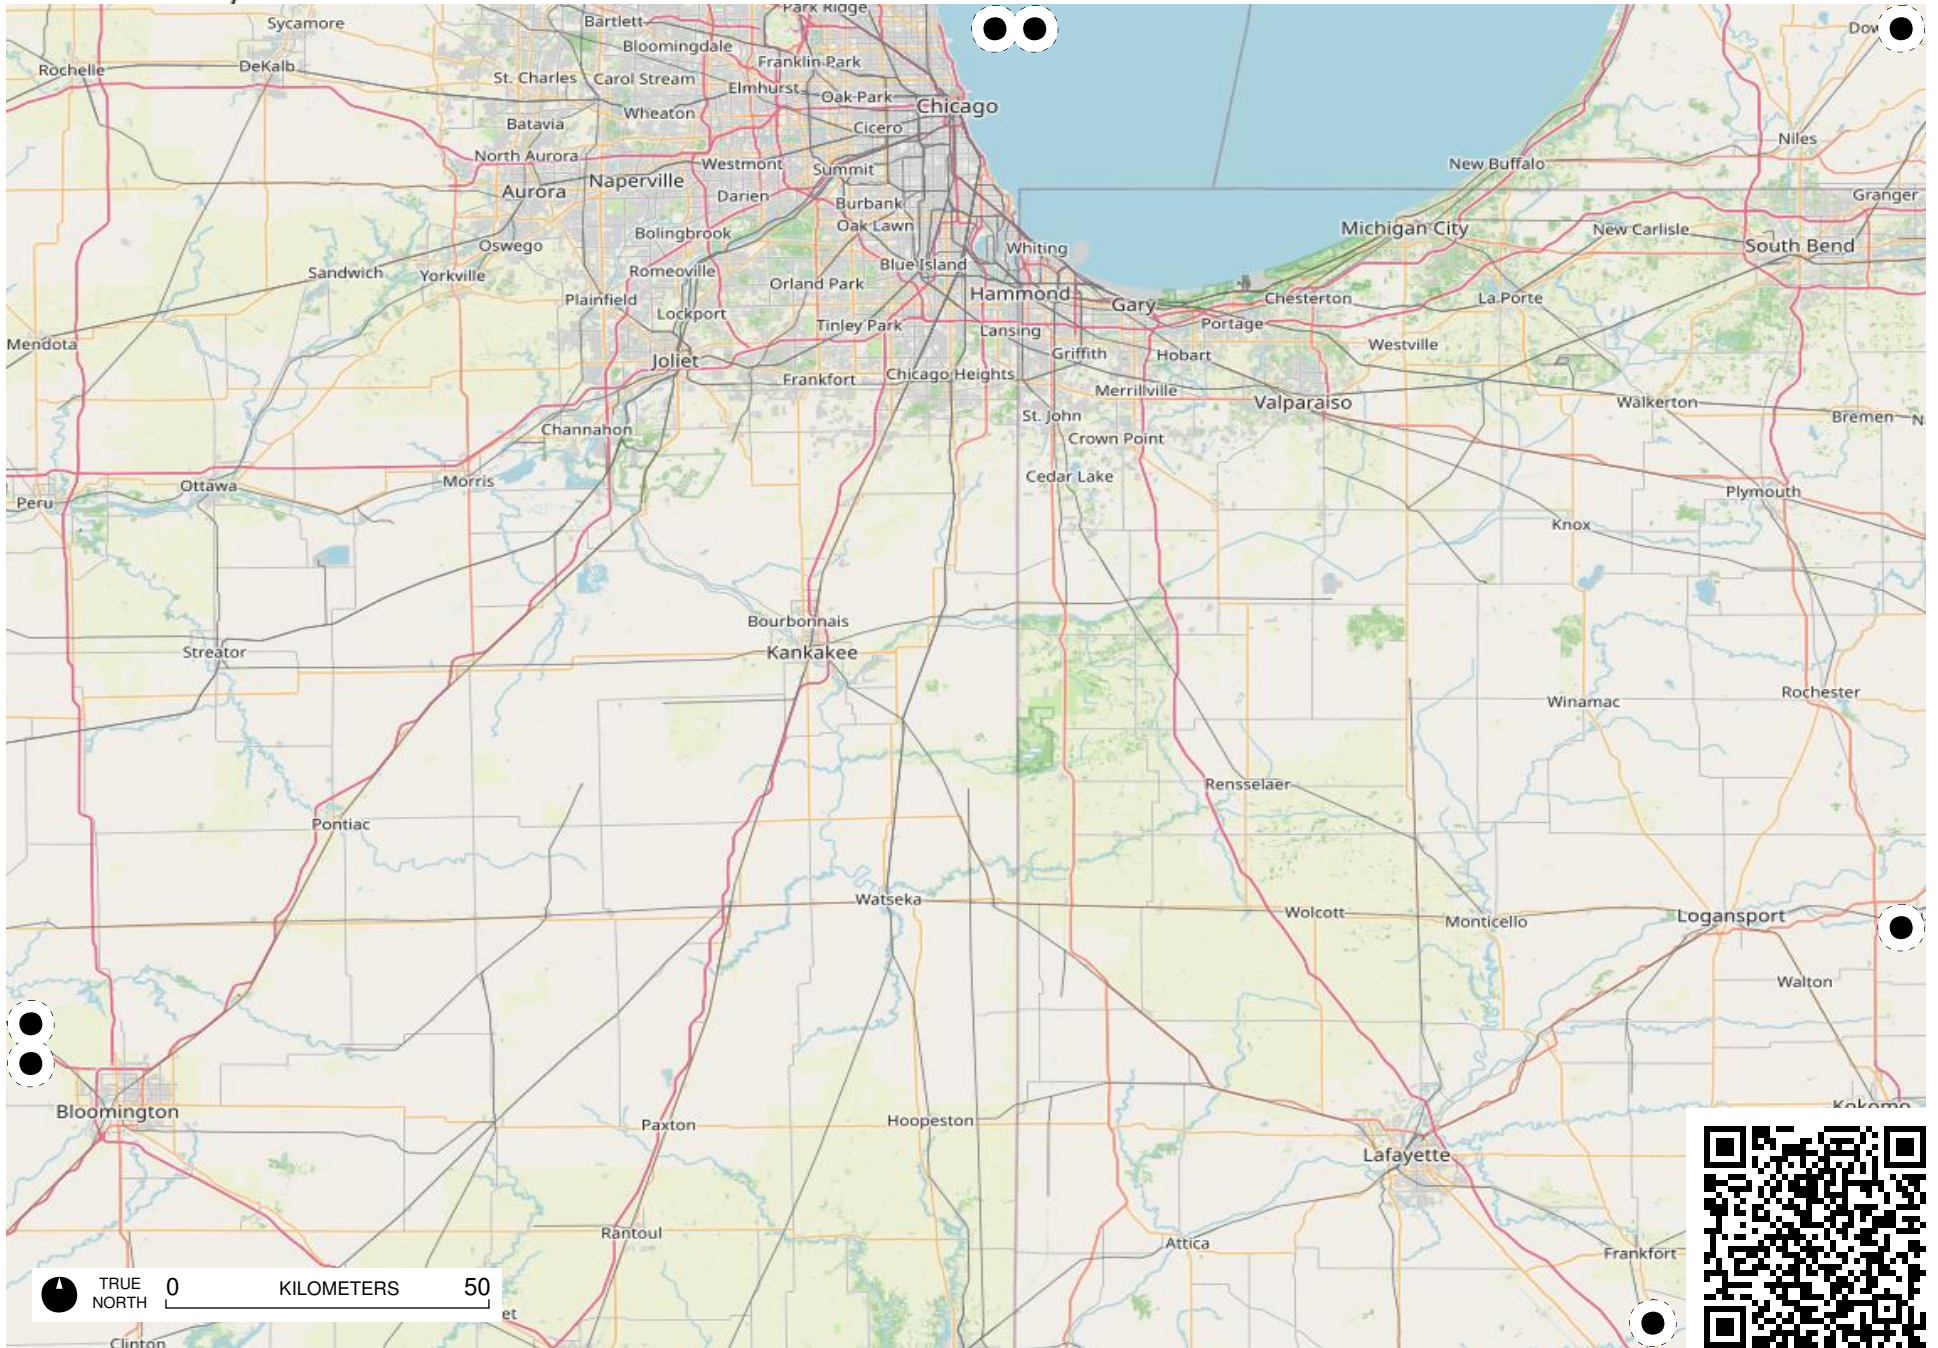 Park Ridge
Sycamore
Bartlett
Dow
Bloomingdale
Franklin Park
Rochelle
DeKalb
St. Charles
Carol Stream
Elmhurst
Oak Park
Chicago
Wheaton
Batavia
Cicero
Niles
North Aurora
Westmont
Summit
New Buffalo
Aurora
Naperville
Darien
Burbank
Granger
Oak Lawn
Bolingbrook
Michigan City
New Carlisle
Oswego
Whiting
South Bend
Sandwich
Yorkville
Romeoville
Blue Island
Orland Park
Plainfield
Hammond
Gary
Chesterton
La Porte
Lockport
Tinley Park
Lansing
Portage
Mendota
Joliet
Griffith
Hobart
Westville
Frankfort
Chicago Heights
Merrillville
Valparaiso
Walkerton
St. John
Bremen
N
Channahon
Crown Point
Cedar Lake
Ottawa
Morris
Plymouth
Peru
Knox
Bourbonnais
Streator
Kankakee
Rochester
Winamac
Rensselaer
Pontiac
Watseka
Wolcott
Monticello
Logansport
Walton
Bloomington
Kokomo
Paxton
Hoopeston
Lafayette
Rantoul
Attica
Frankfort
TRUE
NORTH
0 KILOMETERS 50
et
Clinton